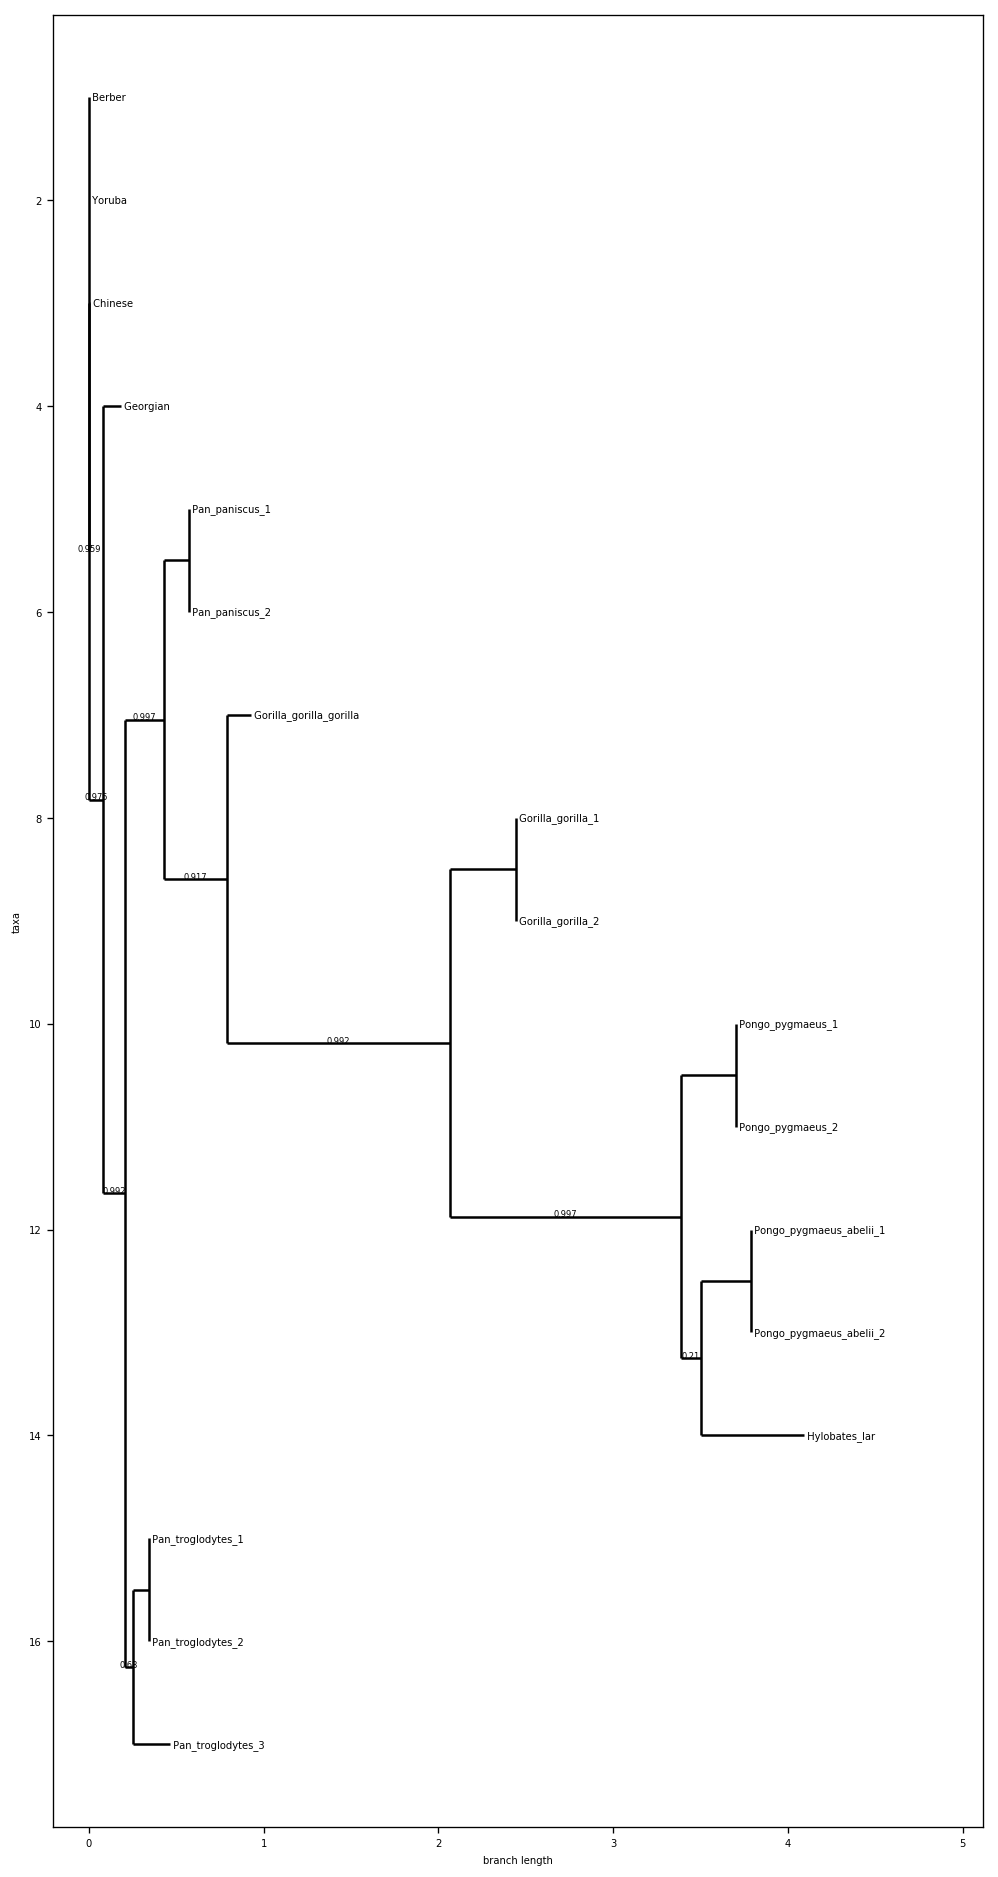 Berber
Yoruba
2
Chinese
Georgian
4
Pan_paniscus_1
0.959
Pan_paniscus_2
6
Gorilla_gorilla_gorilla
0.997
0.975
Gorilla_gorilla_1
8
0.917
Gorilla_gorilla_2
taxa
Pongo_pygmaeus_1
10
0.992
Pongo_pygmaeus_2
0.992
0.997
Pongo_pygmaeus_abelii_1
12
Pongo_pygmaeus_abelii_2
0.21
Hylobates_lar
14
Pan_troglodytes_1
Pan_troglodytes_2
16
0.68
Pan_troglodytes_3
0 1 2 3 4 5
branch length